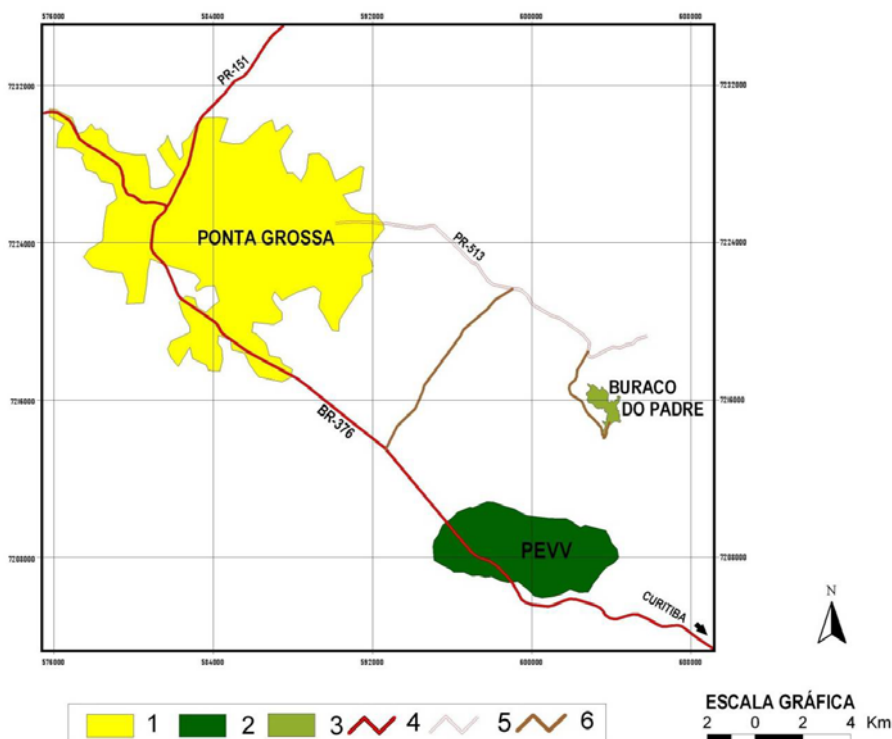 576000 584000 592000 600000 608000
7232000 7232000
PR-151
PONTA GROSSA
7224000 7224000
PR-513
BURACO
DO PADRE
7216000 7216000
BR-376
PEVV
7208000 7208000
CURITIBA
N
576000 584000 592000 600000 608000
1 2 3 4 5 6
ESCALA GRÁFICA
2 0 2 4 Km